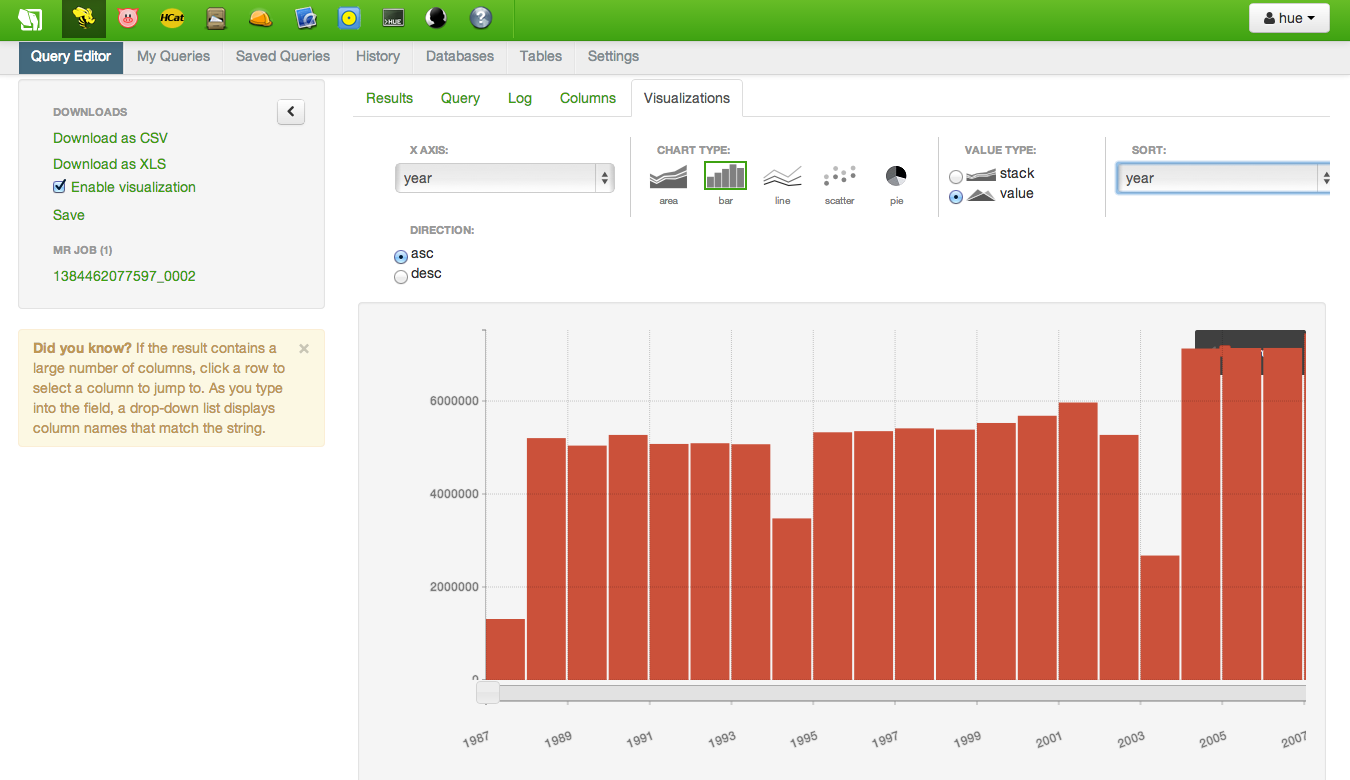 HCat
>HUE
hue
Query Editor
My Queries
Saved Queries
History
Databases
Tables
Settings
DOWNLOADS
Download as CSV
Download as XLS
Enable visualization
Save
MR JOB (1)
1384462077597_0002
Did you know? If the result contains a
large number of columns, click a row to
select a column to jump to. As you type
into the field, a drop-down list displays
column names that match the string.
Results
Query
Log
Columns
Visualizations
X AXIS:
year
CHART TYPE:
area
bar
line
scatter
pie
VALUE TYPE:
stack
value
SORT:
year
DIRECTION:
asc
desc
6000000
4000000
2000000
0
1987
1989
1991
1993
1995
1997
1999
2001
2003
2005
2007